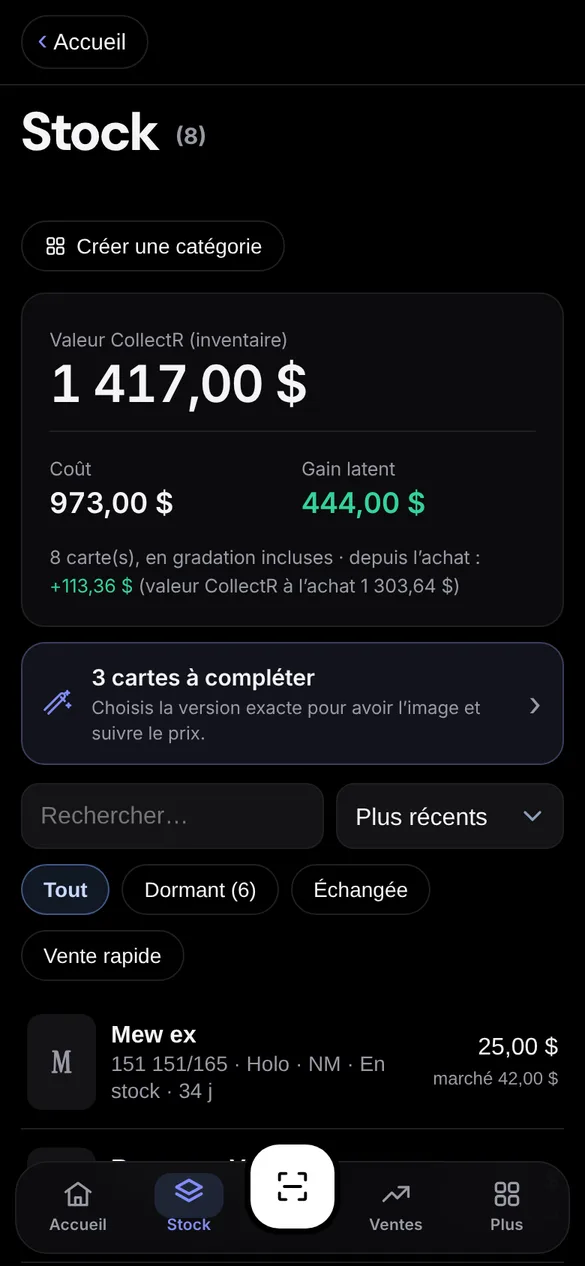 Accueil
Stock (8)
Créer une catégorie
Valeur CollectR (inventaire)
1 417,00 $
Coût
Gain latent
973,00 $
444,00 $
8 carte(s), en gradation incluses · depuis l’achat :
+113,36 $ (valeur CollectR à l’achat 1 303,64 $)
3 cartes à compléter
Choisis la version exacte pour avoir l’image et
suivre le prix.
Rechercher…
Plus récents
Tout
Dormant (6)
Échangée
Vente rapide
M
Mew ex
25,00 $
151 151/165 · Holo · NM · En
stock · 34 j
marché 42,00 $
Accueil
Stock
Ventes
Plus